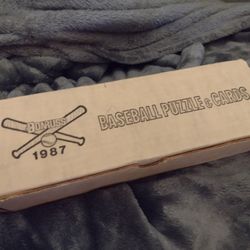 DONRUSS
1987
BASEBALL PUZZLE & CARDS